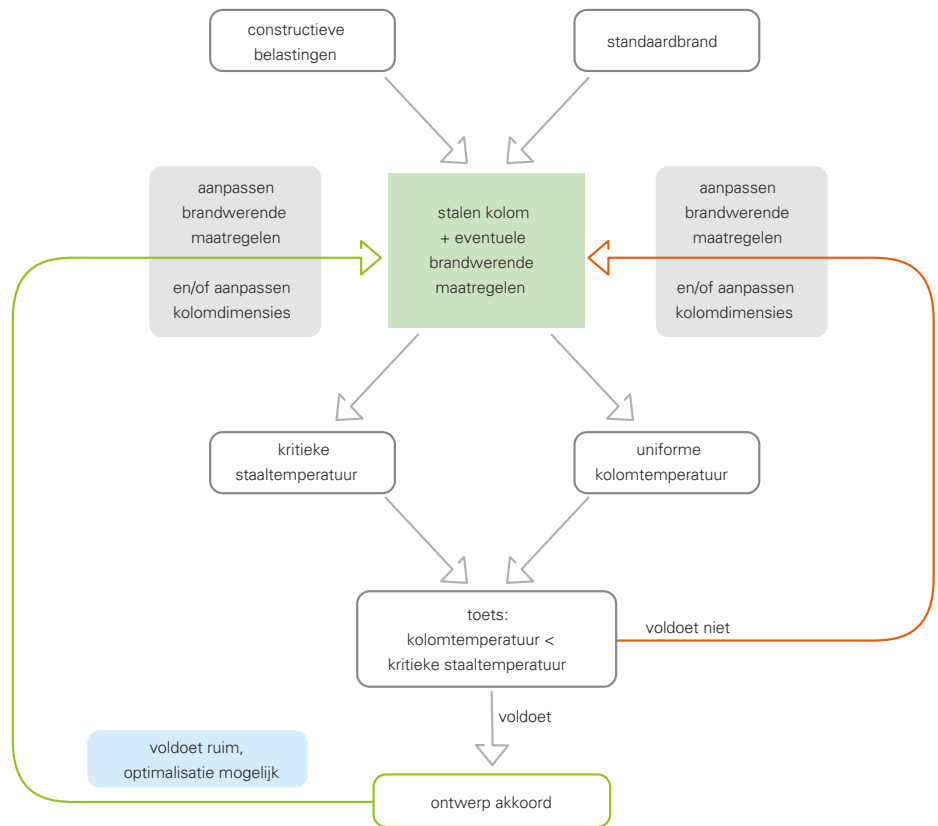 constructieve
belastingen
standaardbrand
aanpassen
brandwerende
maatregelen
en/of aanpassen
kolomdimensies
stalen kolom
+ eventuele
brandwerende
maatregelen
aanpassen
brandwerende
maatregelen
en/of aanpassen
kolomdimensies
kritieke
staaltemperatuur
uniforme
kolomtemperatuur
toets:
kolomtemperatuur <
kritieke staaltemperatuur
voldoet niet
voldoet
voldoet ruim,
optimalisatie mogelijk
ontwerp akkoord